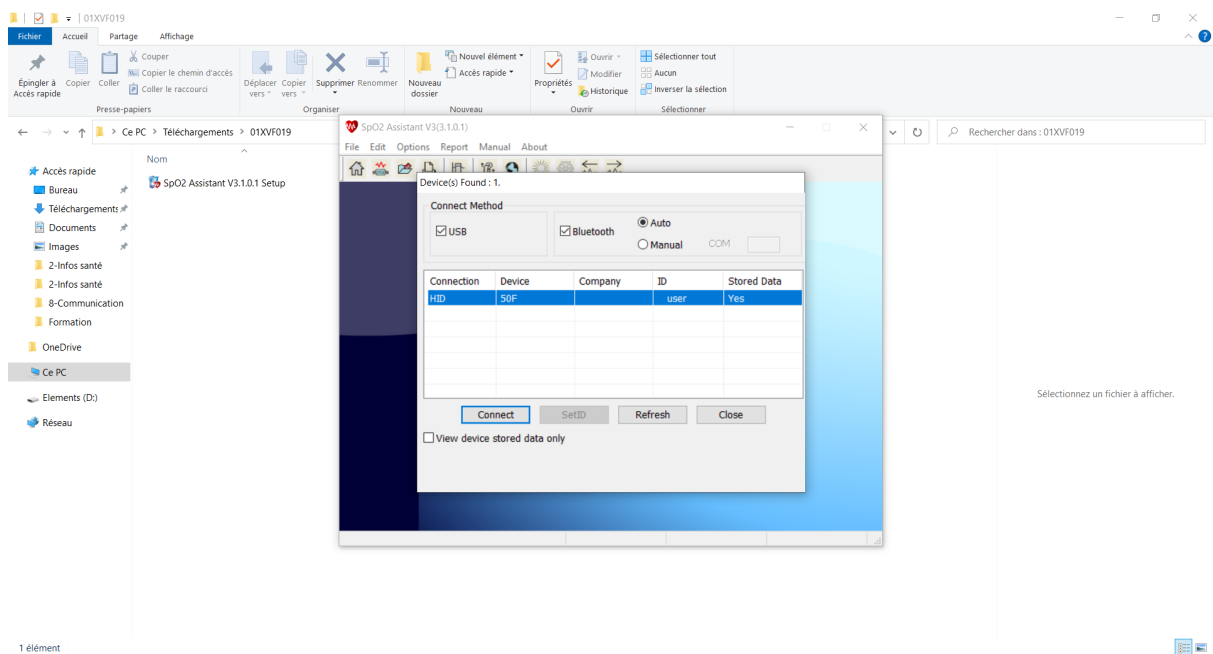 01XVF019
Fichier Accueil Partage Affichage
Épingler à Accès rapide
Copier
Coller
Couper
Copier le chemin d'accès
Coller le raccourci
Presse-papiers
Déplacer vers
Copier vers
Supprimer
Renommer
Organiser
Nouveau dossier
Nouvel élément
Accès rapide
Nouveau
Propriétés
Ouvrir
Modifier
Historique
Ouvrir
Sélectionner tout
Aucun
Inverser la sélection
Sélectionner
Ce PC > Téléchargements > 01XVF019
Rechercher dans : 01XVF019
Accès rapide
Bureau
Téléchargements
Documents
Images
2-Infos santé
2-Infos santé
8-Communication
Formation
OneDrive
Ce PC
Elements (D:)
Réseau
Nom
SpO2 Assistant V3.1.0.1 Setup
SpO2 Assistant V3(3.1.0.1)
File Edit Options Report Manual About
Device(s) Found : 1.
Connect Method
USB
Bluetooth
Auto
Manual COM
Connection Device Company ID Stored Data
HID 50F user Yes
Connect SetID Refresh Close
View device stored data only
Sélectionnez un fichier à afficher.
1 élément